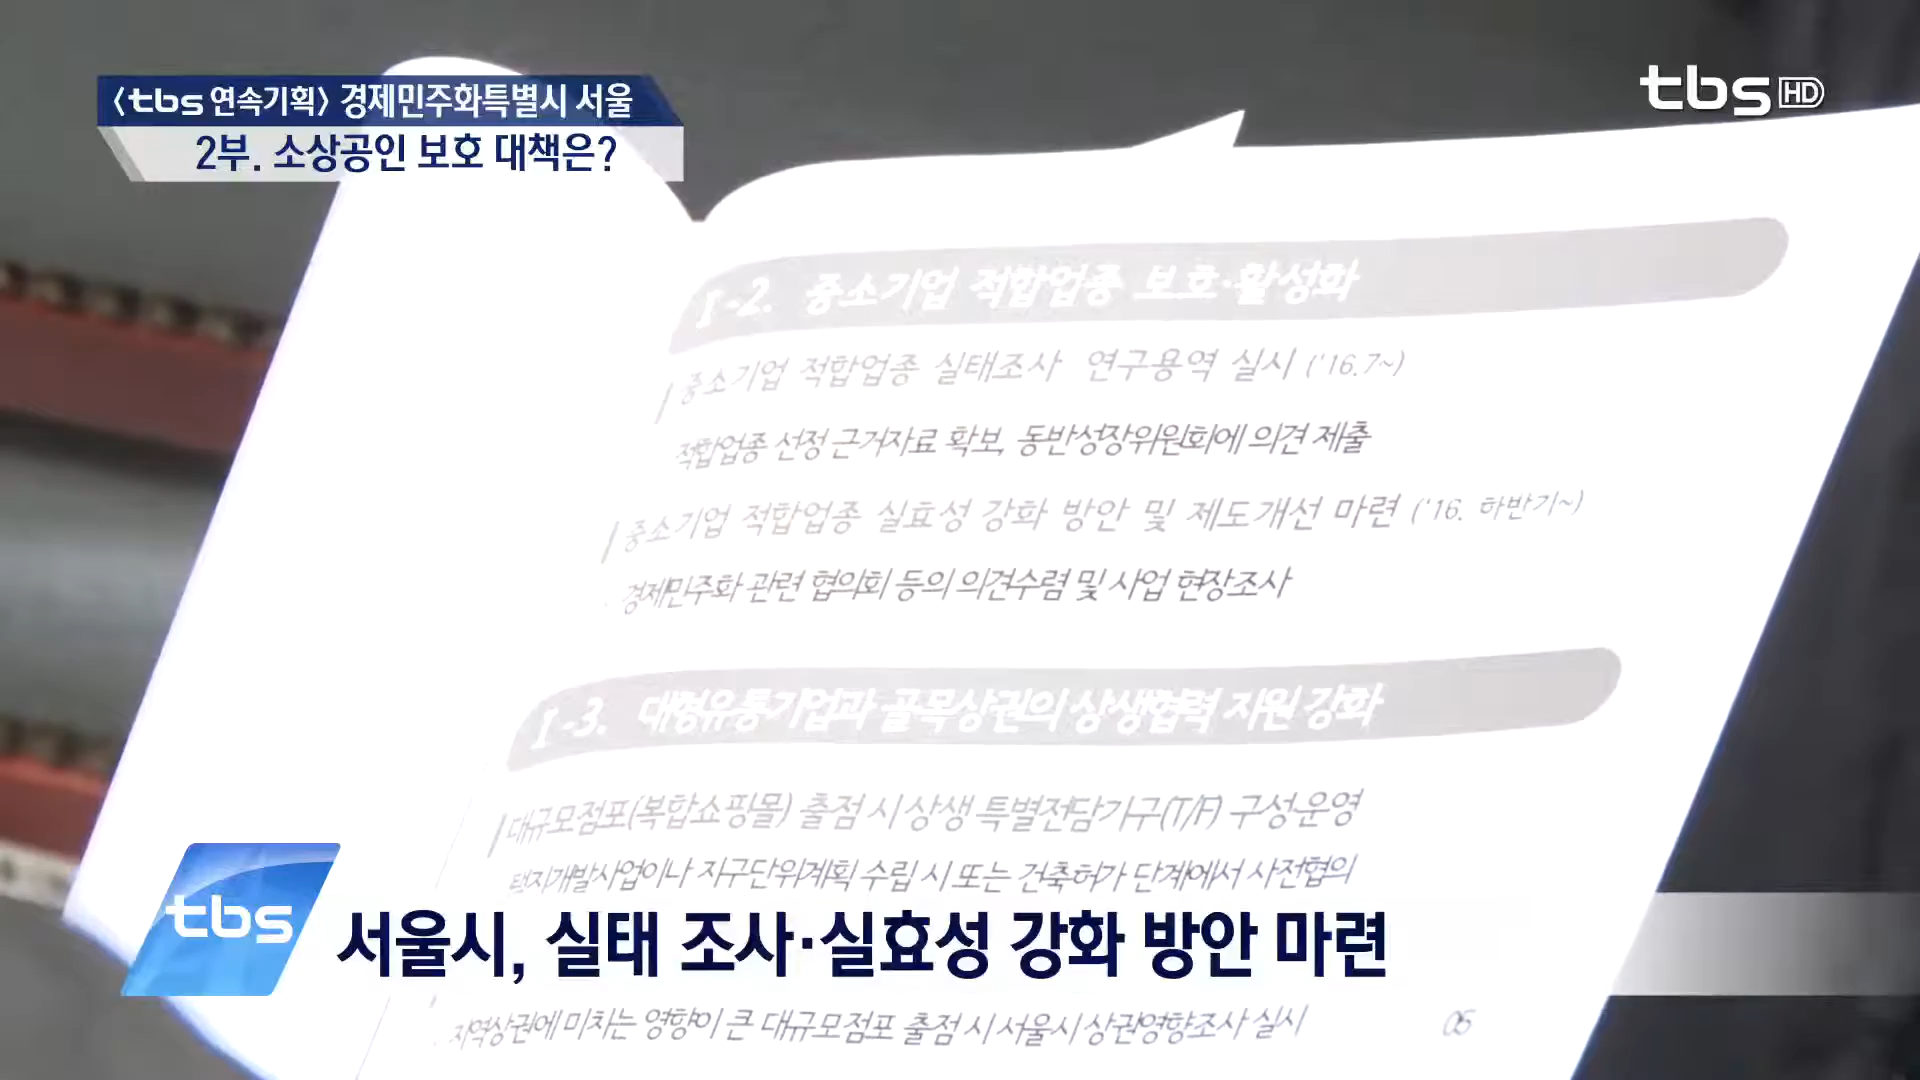 <tbs 연속기획> 경제민주화특별시 서울
2부. 소상공인 보호 대책은?
tbs HD
I-2. 중소기업 적합업종 보호·활성화
중소기업 적합업종 실태조사 연구용역 실시 ('16.7~)
적합업종 선정 근거자료 확보, 동반성장위원회에 의견 제출
중소기업 적합업종 실효성 강화 방안 및 제도개선 마련 ('16. 하반기~)
경제민주화 관련 협의회 등의 의견수렴 및 사업 현장조사
I-3. 대형유통기업과 골목상권의 상생협력 지원 강화
대규모점포(복합쇼핑몰) 출점 시 상생 특별전담기구(T/F) 구성·운영
택지개발사업이나 지구단위계획 수립 시 또는 건축허가 단계에서 사전협의
tbs
서울시, 실태 조사·실효성 강화 방안 마련
지역상권에 미치는 영향이 큰 대규모점포 출점 시 서울시 상권영향조사 실시
05